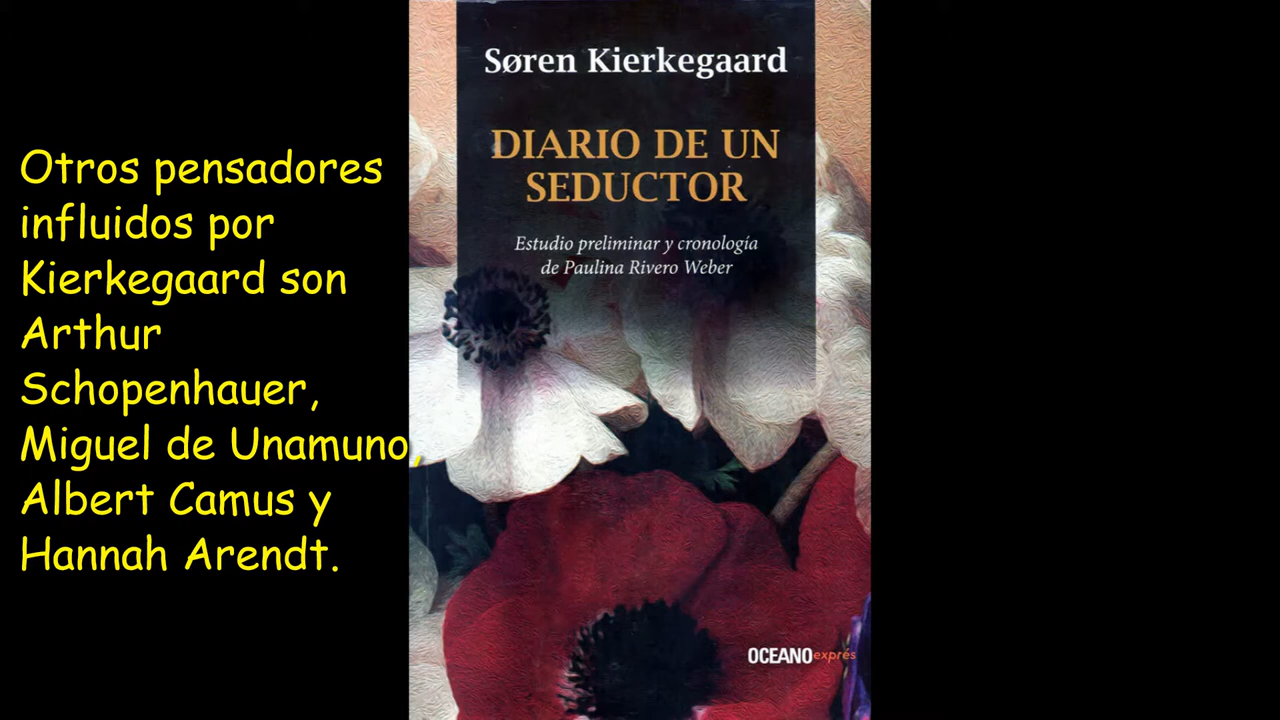 Otros pensadores
influidos por
Kierkegaard son
Arthur
Schopenhauer,
Miguel de Unamuno,
Albert Camus y
Hannah Arendt.
Søren Kierkegaard
DIARIO DE UN
SEDUCTOR
Estudio preliminar y cronología
de Paulina Rivero Weber
OCEANO exprés